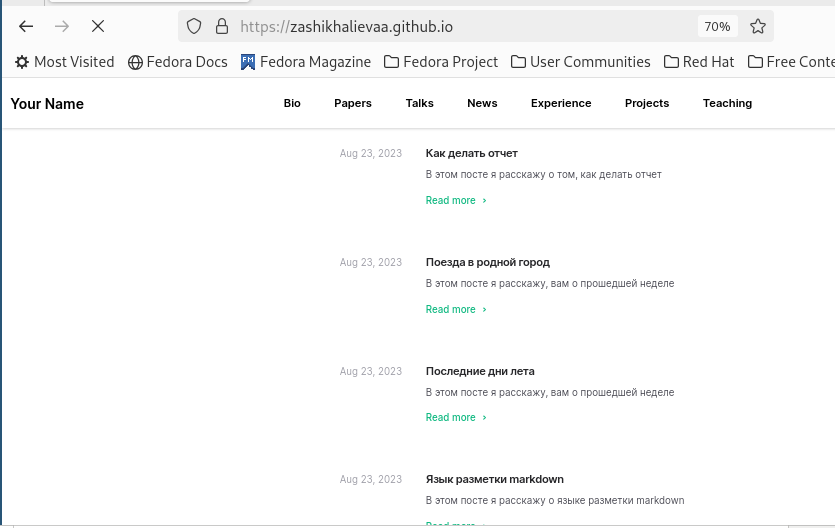 https://zashikhalievaa.github.io 70%
Most Visited Fedora Docs Fedora Magazine Fedora Project User Communities Red Hat Free Conte
Your Name Bio Papers Talks News Experience Projects Teaching
Aug 23, 2023 Как делать отчет
В этом посте я расскажу о том, как делать отчет
Read more ›
Aug 23, 2023 Поезда в родной город
В этом посте я расскажу, вам о прошедшей неделе
Read more ›
Aug 23, 2023 Последние дни лета
В этом посте я расскажу, вам о прошедшей неделе
Read more ›
Aug 23, 2023 Язык разметки markdown
В этом посте я расскажу о языке разметки markdown
Read more ›